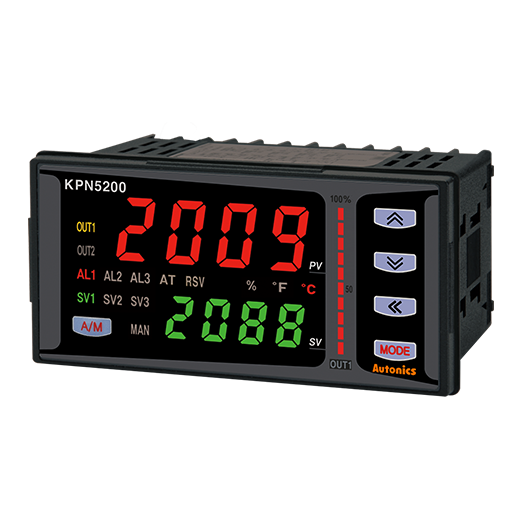 KPN5200
100%
OUT1
2009
OUT2
PV
AL1 AL2 AL3 AT RSV % °F °C
50
SV1 SV2 SV3
2088
A/M
MAN
SV
MODE
OUT1
Autonics